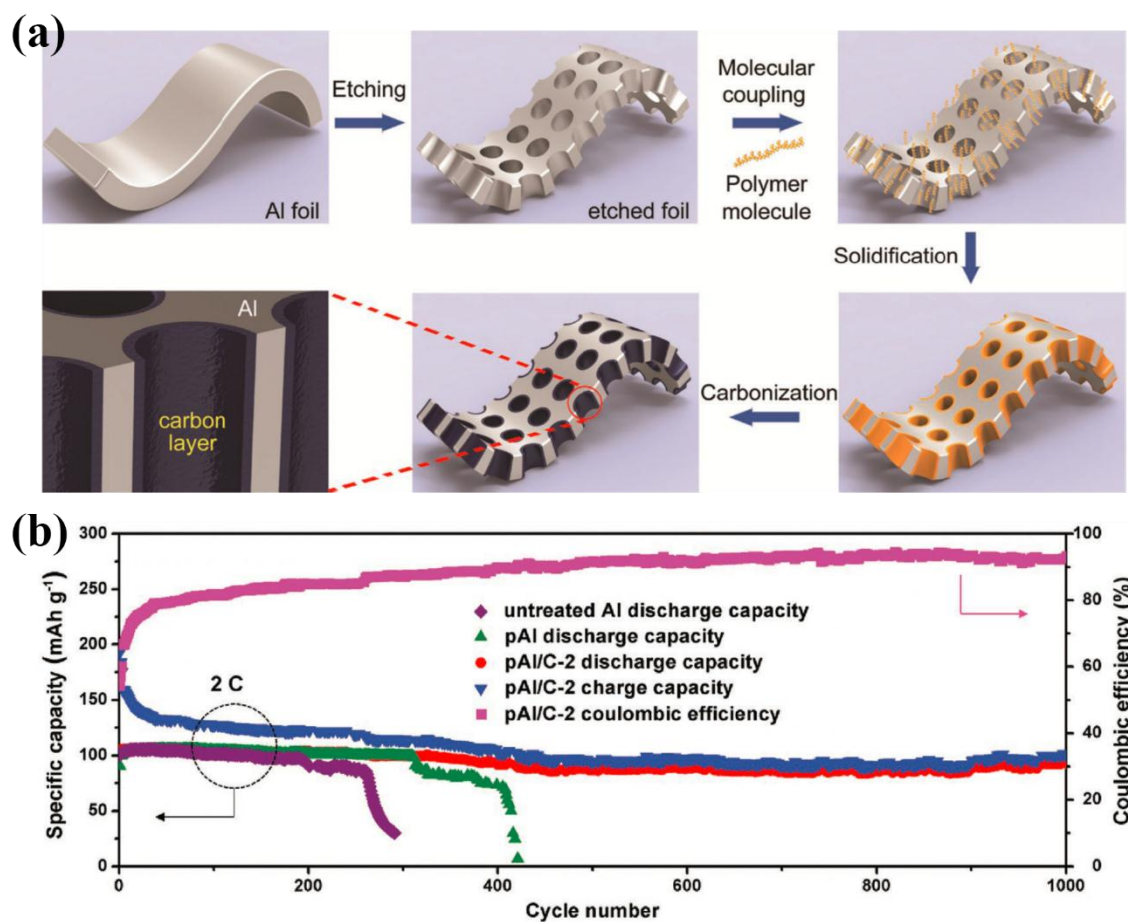 (a)
Al foil
Etching
etched foil
Molecular
coupling
Polymer
molecule
Solidification
Al
carbon
layer
Carbonization
(b)
Specific capacity (mAh g⁻¹)
300
250
200
150
100
50
0
2 C
untreated Al discharge capacity
pAl discharge capacity
pAl/C-2 discharge capacity
pAl/C-2 charge capacity
pAl/C-2 coulombic efficiency
100
80
60
40
20
0
Coulombic efficiency (%)
0 200 400 600 800 1000
Cycle number